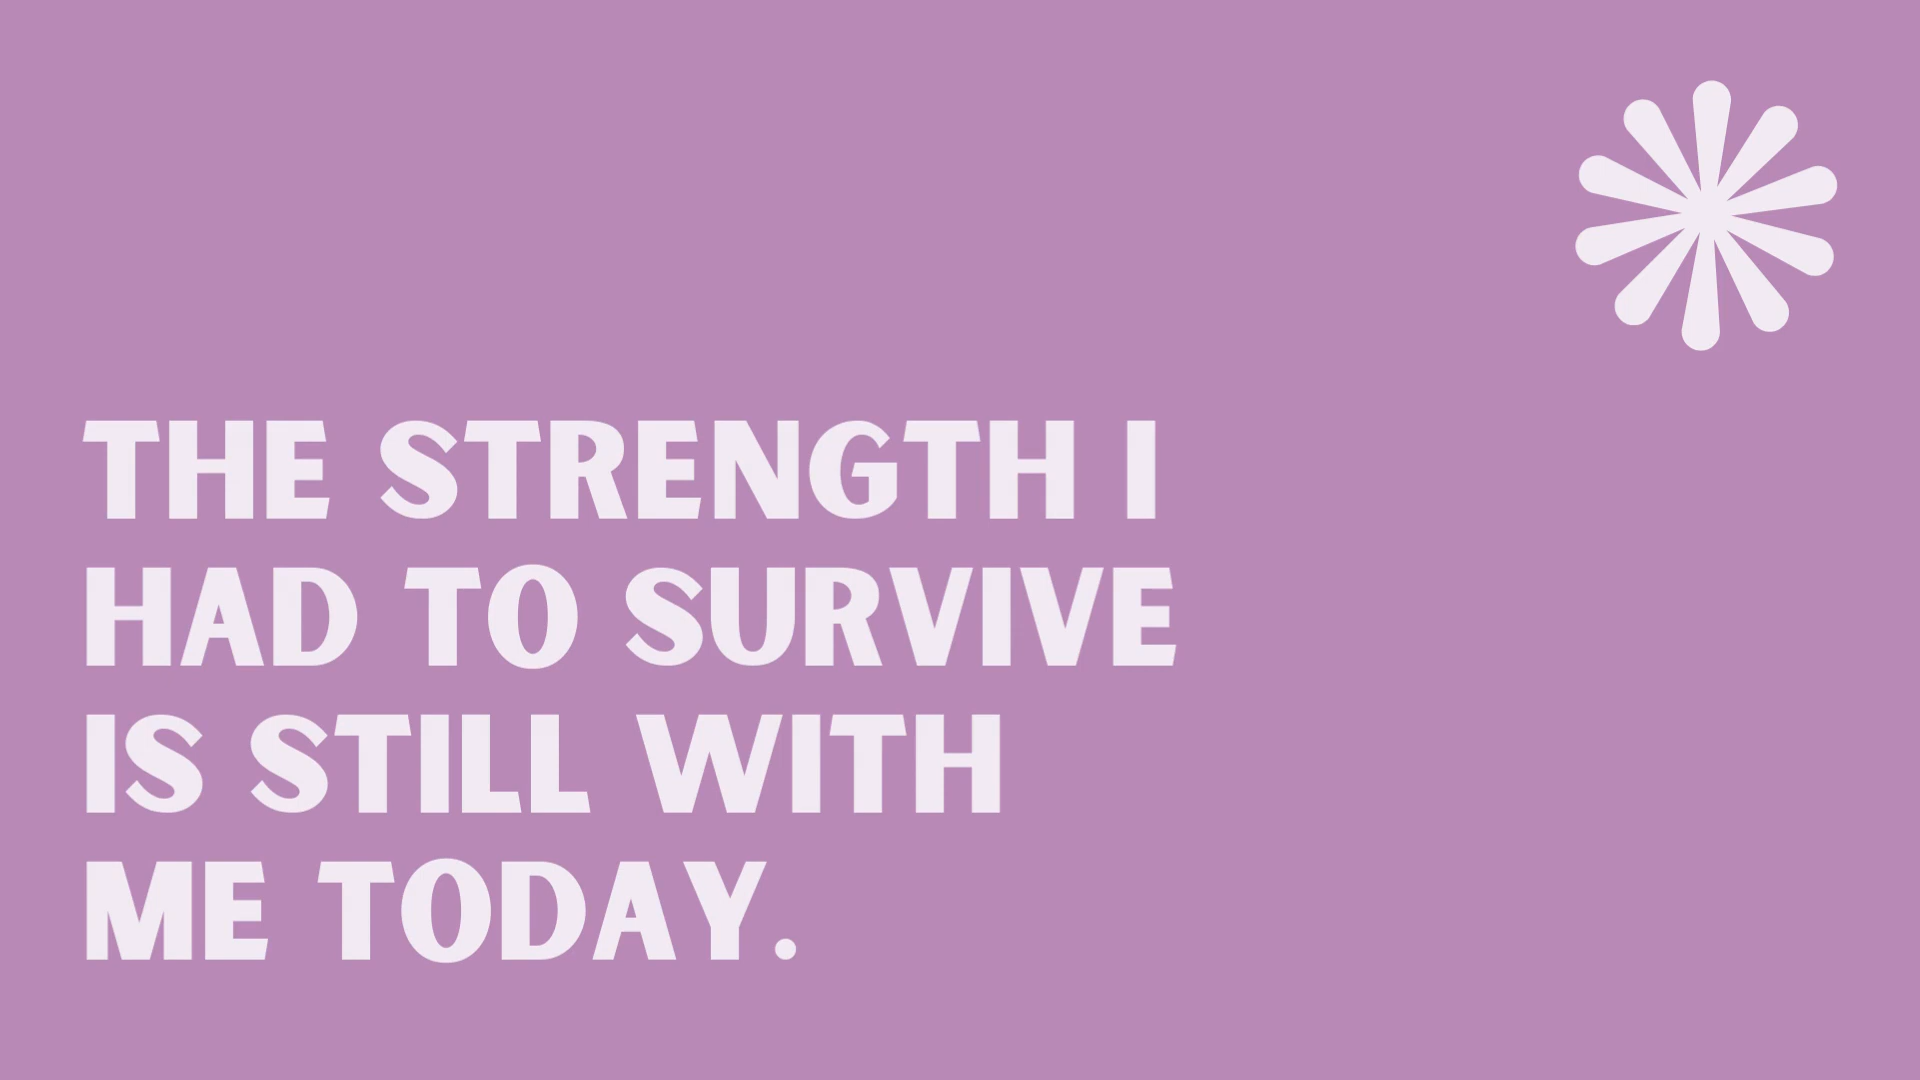 THE STRENGTH I
HAD TO SURVIVE
IS STILL WITH
ME TODAY.